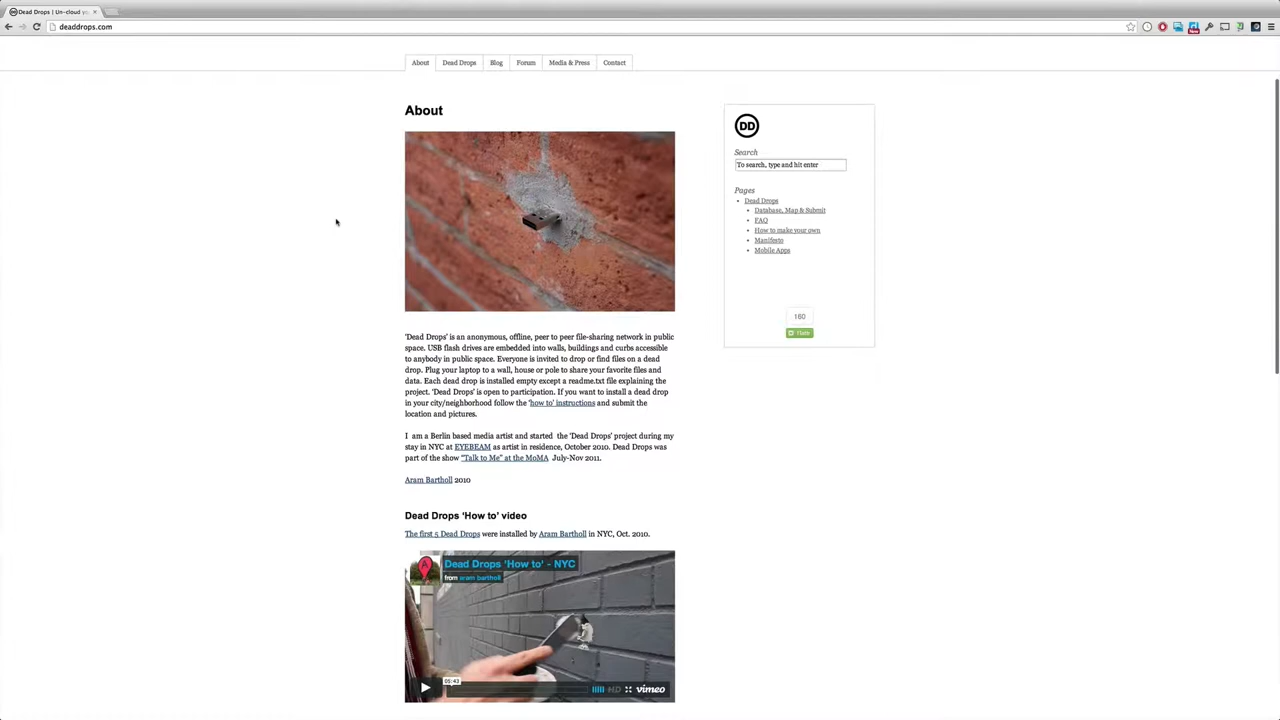 Dead Drops | Un-cloud yo
deaddrops.com
About
Dead Drops
Blog
Forum
Media & Press
Contact
About
DD
Search
To search, type and hit enter
Pages
Dead Drops
Database, Map & Submit
FAQ
How to make your own
Manifesto
Mobile Apps
160
Flattr
'Dead Drops' is an anonymous, offline, peer to peer file-sharing network in public
space. USB flash drives are embedded into walls, buildings and curbs accessible
to anybody in public space. Everyone is invited to drop or find files on a dead
drop. Plug your laptop to a wall, house or pole to share your favorite files and
data. Each dead drop is installed empty except a readme.txt file explaining the
project. 'Dead Drops' is open to participation. If you want to install a dead drop
in your city/neighborhood follow the 'how to' instructions and submit the
location and pictures.
I am a Berlin based media artist and started the 'Dead Drops' project during my
stay in NYC at EYEBEAM as artist in residence, October 2010. Dead Drops was
part of the show "Talk to Me" at the MoMA July-Nov 2011.
Aram Bartholl 2010
Dead Drops 'How to' video
The first 5 Dead Drops were installed by Aram Bartholl in NYC, Oct. 2010.
Dead Drops 'How to' - NYC
from aram bartholl
05:43
HD
vimeo